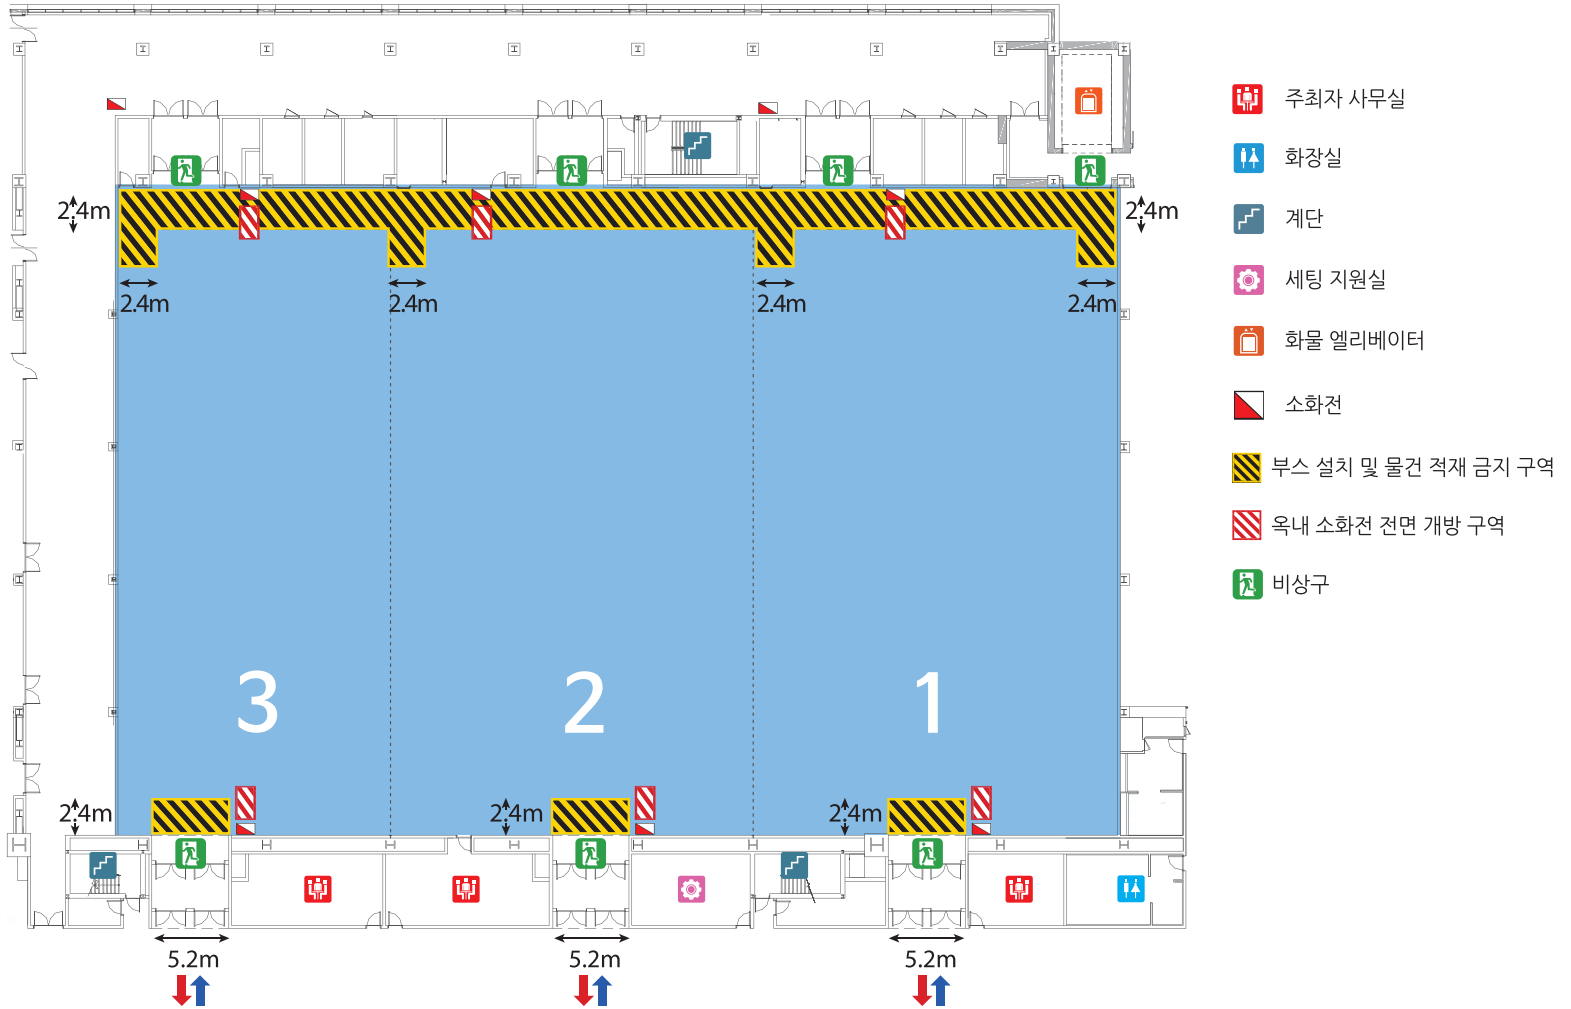 주최자 사무실
화장실
계단
2.4m
2.4m
세팅 지원실
2.4m
2.4m
2.4m
2.4m
화물 엘리베이터
소화전
부스 설치 및 물건 적재 금지 구역
옥내 소화전 전면 개방 구역
비상구
3
2
1
2.4m
2.4m
2.4m
5.2m
5.2m
5.2m